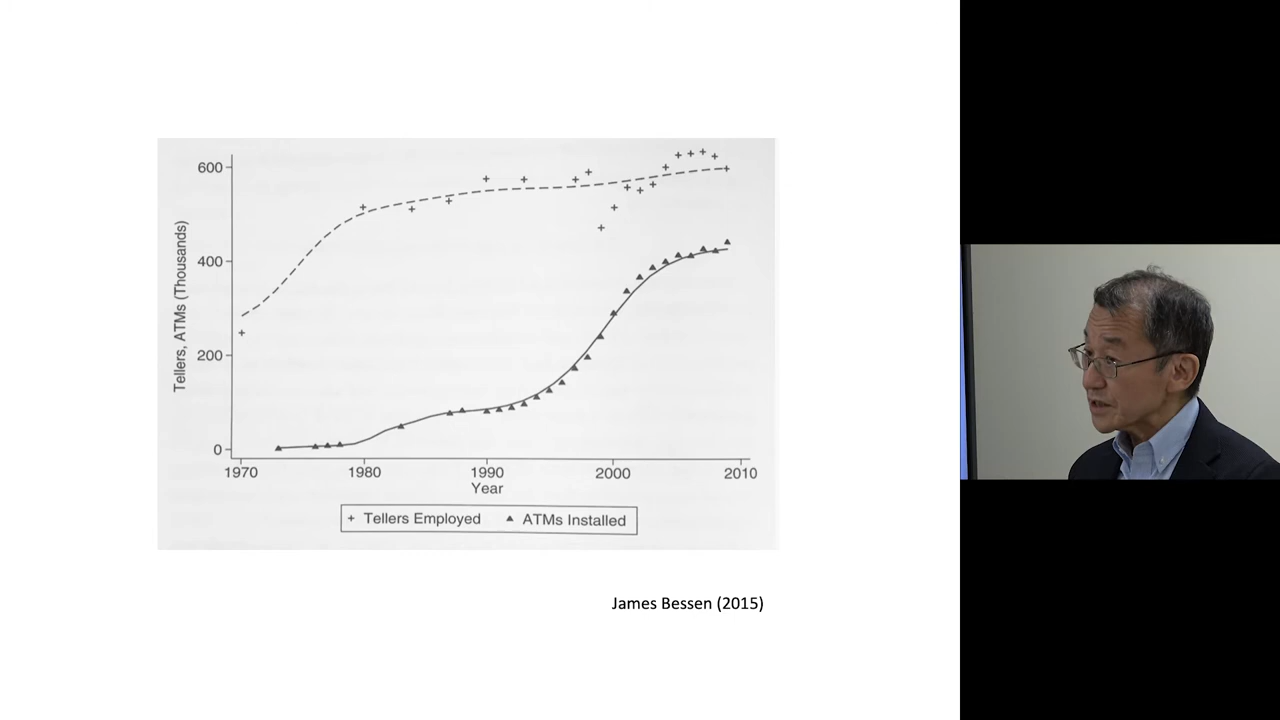 600
400
200
0
Tellers, ATMs (Thousands)
1970 1980 1990 2000 2010
Year
+ Tellers Employed ▲ ATMs Installed
James Bessen (2015)